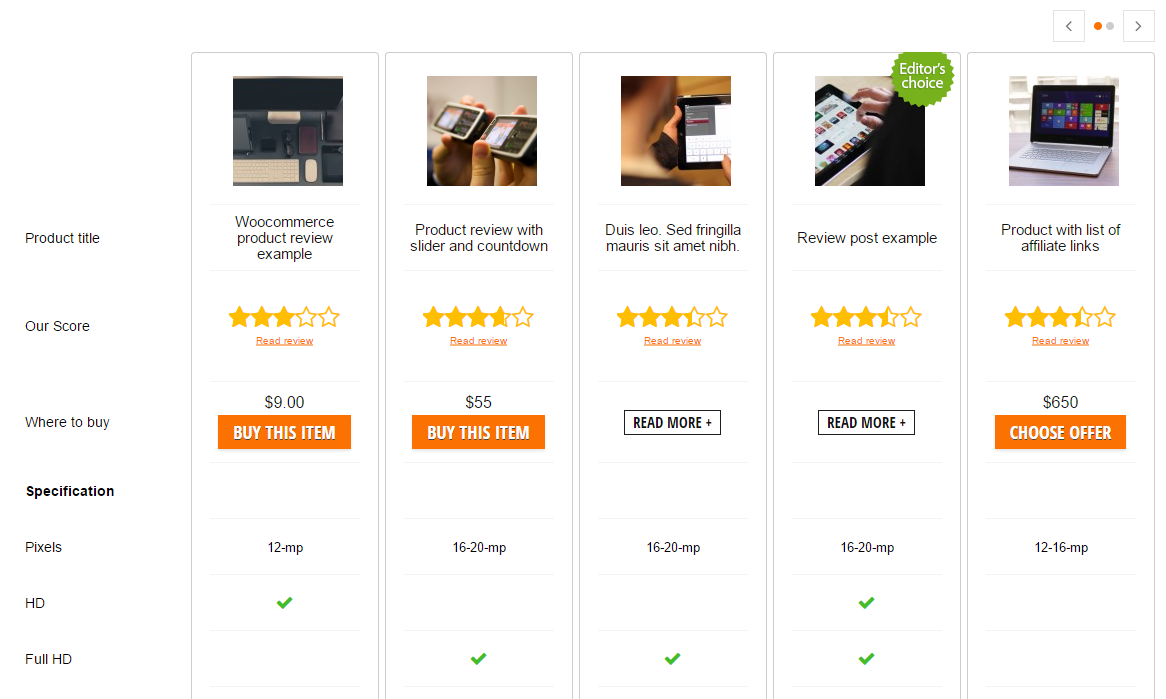 Editor's
choice
Product title
Woocommerce
product review
example
Product review with
slider and countdown
Duis leo. Sed fringilla
mauris sit amet nibh.
Review post example
Product with list of
affiliate links
Our Score
Read review
Read review
Read review
Read review
Read review
Where to buy
$9.00
BUY THIS ITEM
$55
BUY THIS ITEM
READ MORE +
READ MORE +
$650
CHOOSE OFFER
Specification
Pixels
12-mp
16-20-mp
16-20-mp
16-20-mp
12-16-mp
HD
Full HD